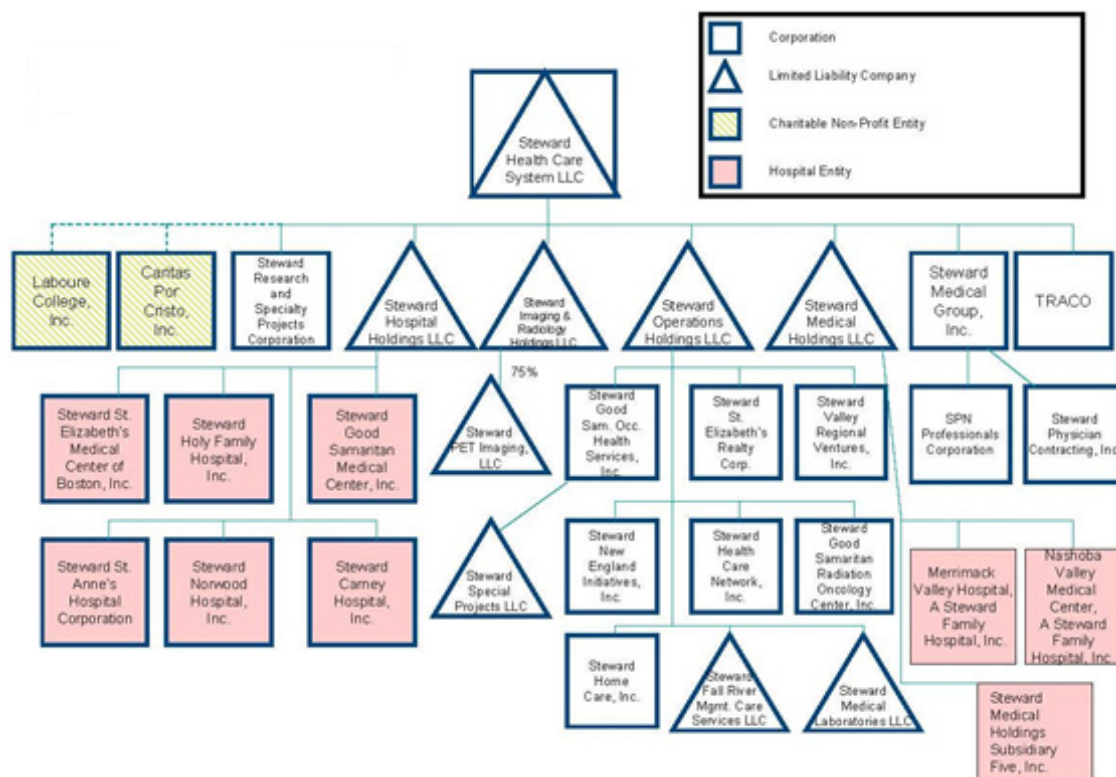 Corporation
Limited Liability Company
Charitable Non-Profit Entity
Hospital Entity
Steward
Health Care
System LLC
Laboure
College,
Inc.
Caritas
Por
Cristo,
Inc.
Steward
Research
and
Specialty
Projects
Corporation
Steward
Hospital
Holdings LLC
Steward
Imaging &
Radiology
Holdings LLC
Steward
Operations
Holdings LLC
Steward
Medical
Holdings LLC
Steward
Medical
Group,
Inc.
TRACO
75%
Steward St.
Elizabeth's
Medical
Center of
Boston, Inc.
Steward
Holy Family
Hospital,
Inc.
Steward
Good
Samaritan
Medical
Center, Inc.
Steward
PET Imaging,
LLC
Steward
Good
Sam. Occ.
Health
Services,
Inc.
Steward
St.
Elizabeth's
Realty
Corp.
Steward
Valley
Regional
Ventures,
Inc.
SPN
Professionals
Corporation
Steward
Physician
Contracting, Inc
Steward St.
Anne's
Hospital
Corporation
Steward
Norwood
Hospital,
Inc.
Steward
Carney
Hospital,
Inc.
Steward
Special
Projects LLC
Steward
New
England
Initiatives,
Inc.
Steward
Health
Care
Network,
Inc.
Steward
Good
Samaritan
Radiation
Oncology
Center, Inc.
Merrimack
Valley Hospital,
A Steward
Family
Hospital, Inc.
Nashoba
Valley
Medical
Center,
A Steward
Family
Hospital, Inc.
Steward
Home
Care, Inc.
Steward
Fall River
Mgmt. Care
Services LLC
Steward
Medical
Laboratories LLC
Steward
Medical
Holdings
Subsidiary
Five, Inc.